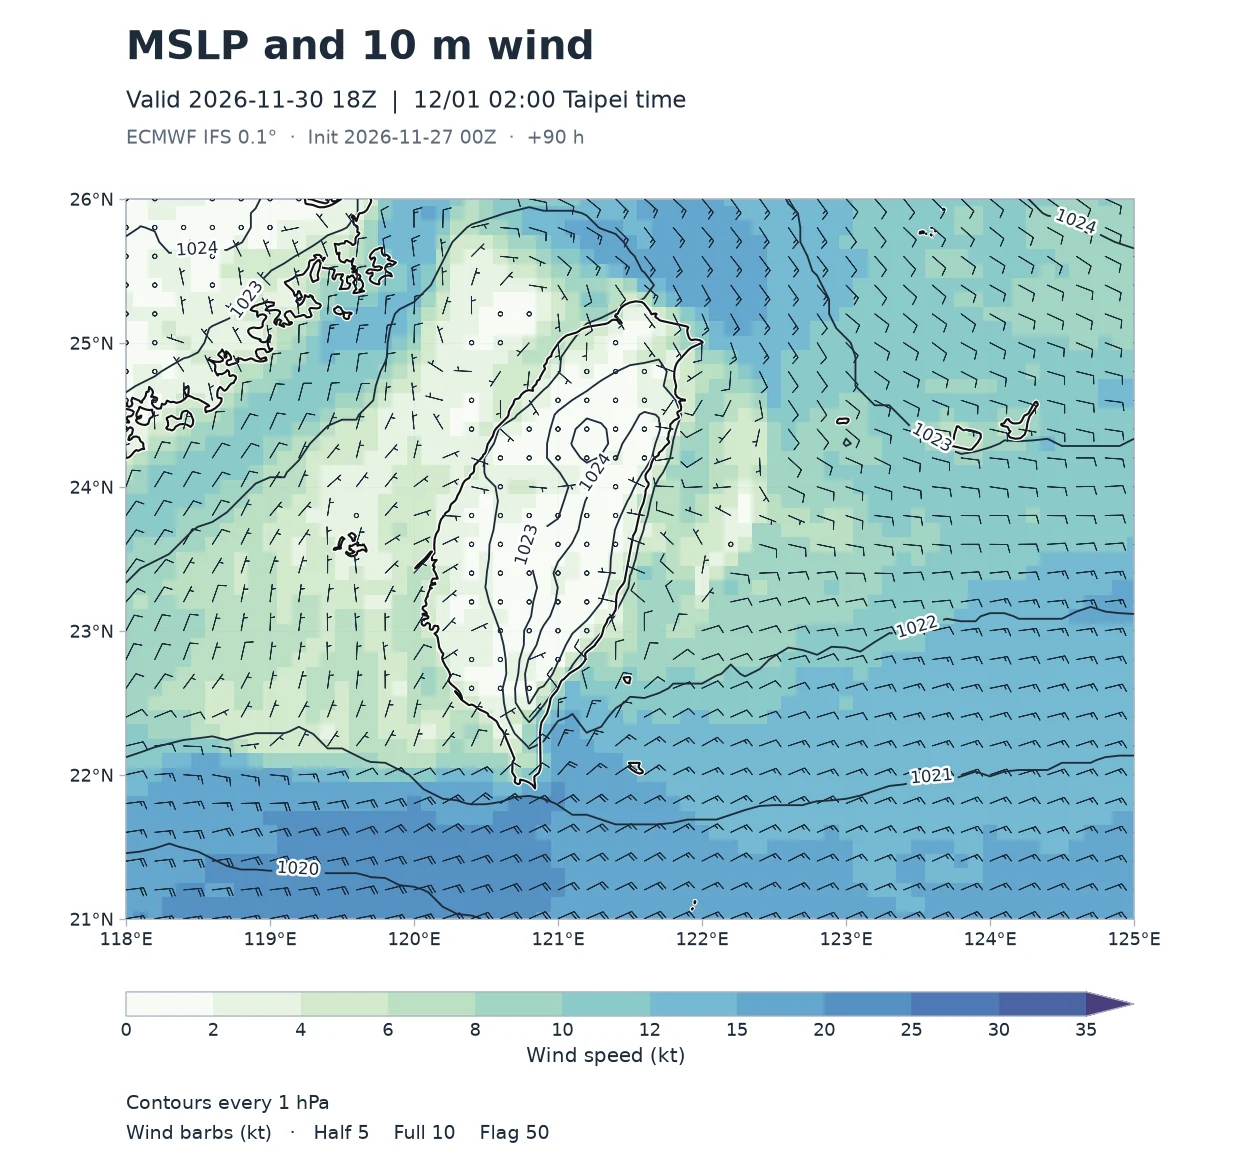 MSLP and 10 m wind
Valid 2026-11-30 18Z | 12/01 02:00 Taipei time
ECMWF IFS 0.1° · Init 2026-11-27 00Z · +90 h
26°N
25°N
24°N
23°N
22°N
21°N
1024
1023
1024
1023
1024
1023
1022
1021
1020
118°E 119°E 120°E 121°E 122°E 123°E 124°E 125°E
0 2 4 6 8 10 12 15 20 25 30 35
Wind speed (kt)
Contours every 1 hPa
Wind barbs (kt) · Half 5 Full 10 Flag 50